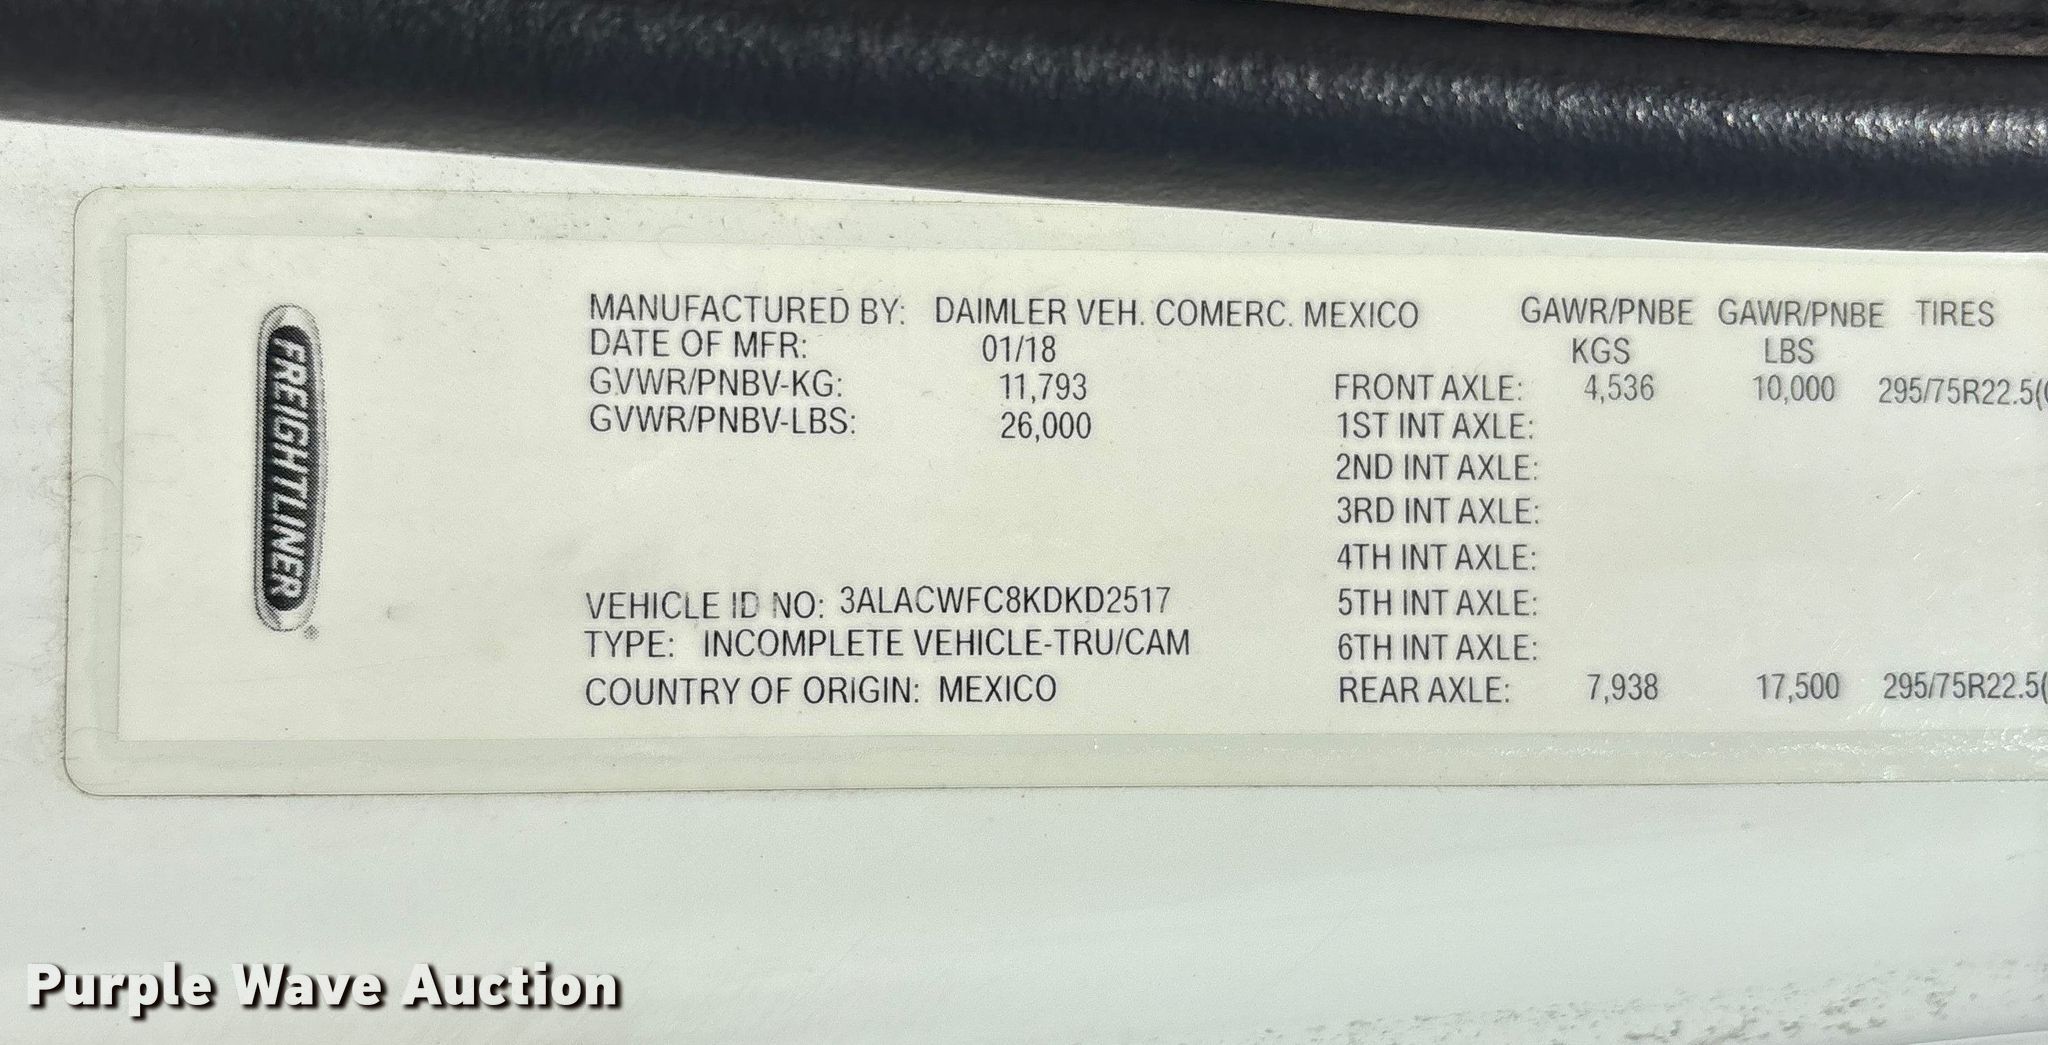 FREIGHTLINER
MANUFACTURED BY: DAIMLER VEH. COMERC. MEXICO
DATE OF MFR: 01/18
GVWR/PNBV-KG: 11,793
GVWR/PNBV-LBS: 26,000
VEHICLE ID NO: 3ALACWFC8KDKD2517
TYPE: INCOMPLETE VEHICLE-TRU/CAM
COUNTRY OF ORIGIN: MEXICO
GAWR/PNBE GAWR/PNBE TIRES
KGS LBS
FRONT AXLE: 4,536 10,000 295/75R22.5(
1ST INT AXLE:
2ND INT AXLE:
3RD INT AXLE:
4TH INT AXLE:
5TH INT AXLE:
6TH INT AXLE:
REAR AXLE: 7,938 17,500 295/75R22.5(
Purple Wave Auction